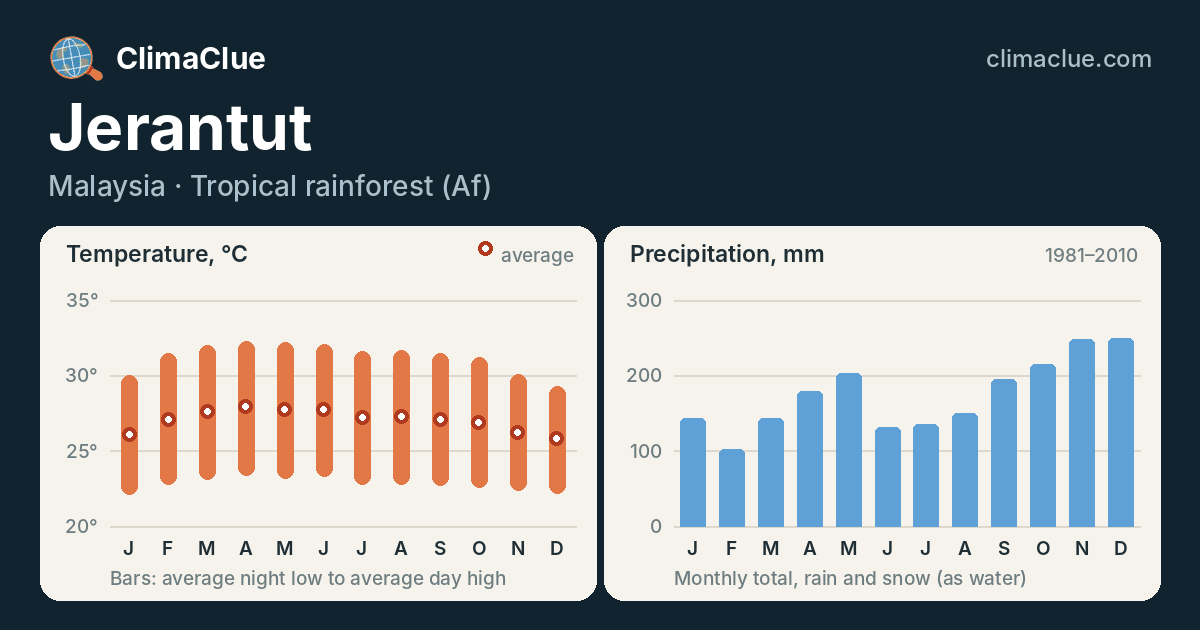 ClimaClue
climaclue.com
Jerantut
Malaysia · Tropical rainforest (Af)
Temperature, °C
average
35°
30°
25°
20°
J F M A M J J A S O N D
Bars: average night low to average day high
Precipitation, mm
1981–2010
300
200
100
0
J F M A M J J A S O N D
Monthly total, rain and snow (as water)